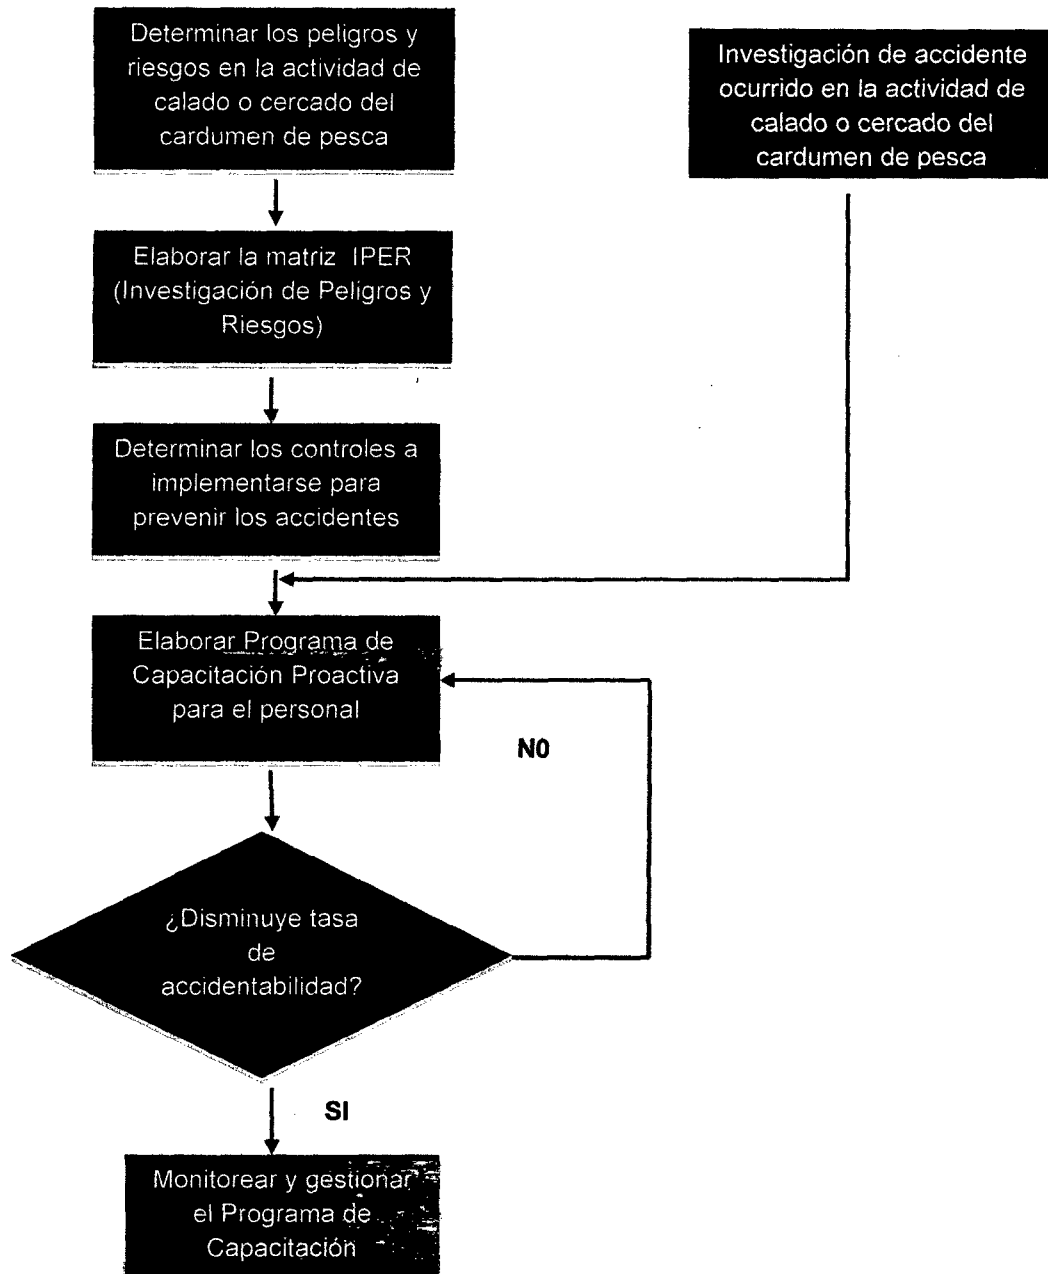 Determinar los peligros y
riesgos en la actividad de
calado o cercado del
cardumen de pesca
Investigación de accidente
ocurrido en la actividad de
calado o cercado del
cardumen de pesca
Elaborar la matriz IPER
(Investigación de Peligros y
Riesgos)
Determinar los controles a
implementarse para
prevenir los accidentes
Elaborar Programa de
Capacitación Proactiva
para el personal
N0
¿Disminuye tasa
de
accidentabilidad?
SI
Monitorear y gestionar
el Programa de
Capacitación